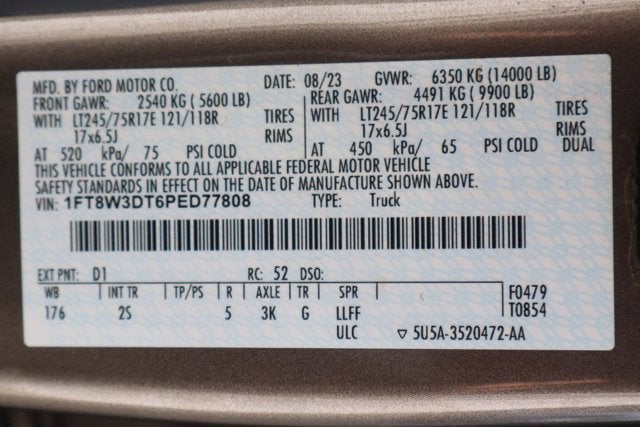 MFD. BY FORD MOTOR CO. DATE: 08/23 GVWR: 6350 KG (14000 LB)
FRONT GAWR: 2540 KG (5600 LB) REAR GAWR: 4491 KG (9900 LB)
WITH LT245/75R17E 121/118R TIRES WITH LT245/75R17E 121/118R TIRES
17x6.5J RIMS 17x6.5J RIMS
AT 520 kPa/ 75 PSI COLD AT 450 kPa/ 65 PSI COLD DUAL
THIS VEHICLE CONFORMS TO ALL APPLICABLE FEDERAL MOTOR VEHICLE
SAFETY STANDARDS IN EFFECT ON THE DATE OF MANUFACTURE SHOWN ABOVE.
VIN: 1FT8W3DT6PED77808 TYPE: Truck
EXT PNT: D1 RC: 52 DSO:
WB INT TR TP/PS R AXLE TR SPR F0479
176 2S 5 3K G LLFF T0854
ULC ▽ 5U5A-3520472-AA